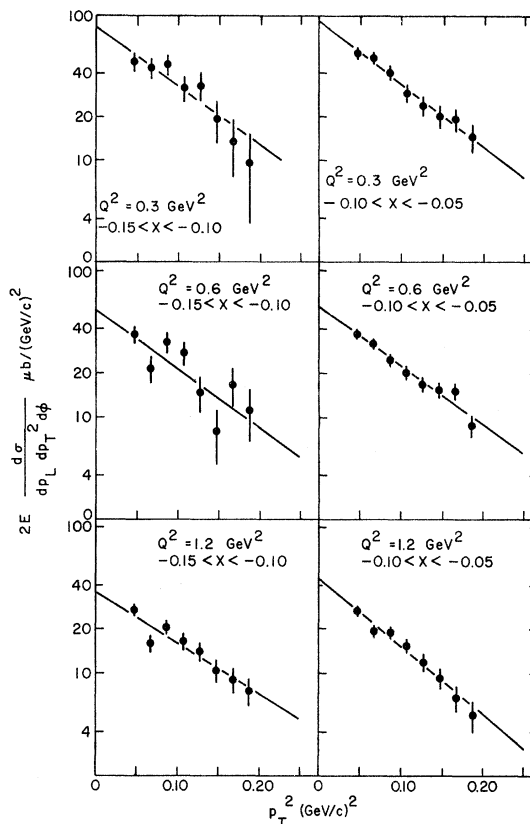 100
40
20
10
4
0
Q² = 0.3 GeV²
-0.15 < X < -0.10
Q² = 0.3 GeV²
-0.10 < X < -0.05
100
40
20
10
4
0
Q² = 0.6 GeV²
-0.15 < X < -0.10
Q² = 0.6 GeV²
-0.10 < X < -0.05
2E dσ / dp_L dp_T² dϕ μb/(GeV/c)²
100
40
20
10
4
Q² = 1.2 GeV²
-0.15 < X < -0.10
Q² = 1.2 GeV²
-0.10 < X < -0.05
0 0.10 0.20 0 0.10 0.20
p_T² (GeV/c)²